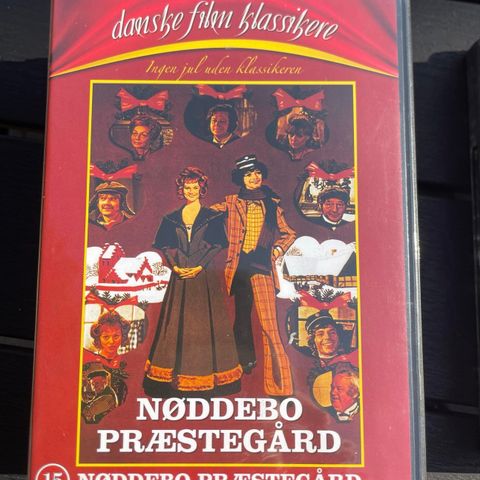 danske film klassikere
Ingen jul uden klassikeren
NØDDEBO
PRÆSTEGÅRD
15 NØDDEBO PRÆSTEGÅRD